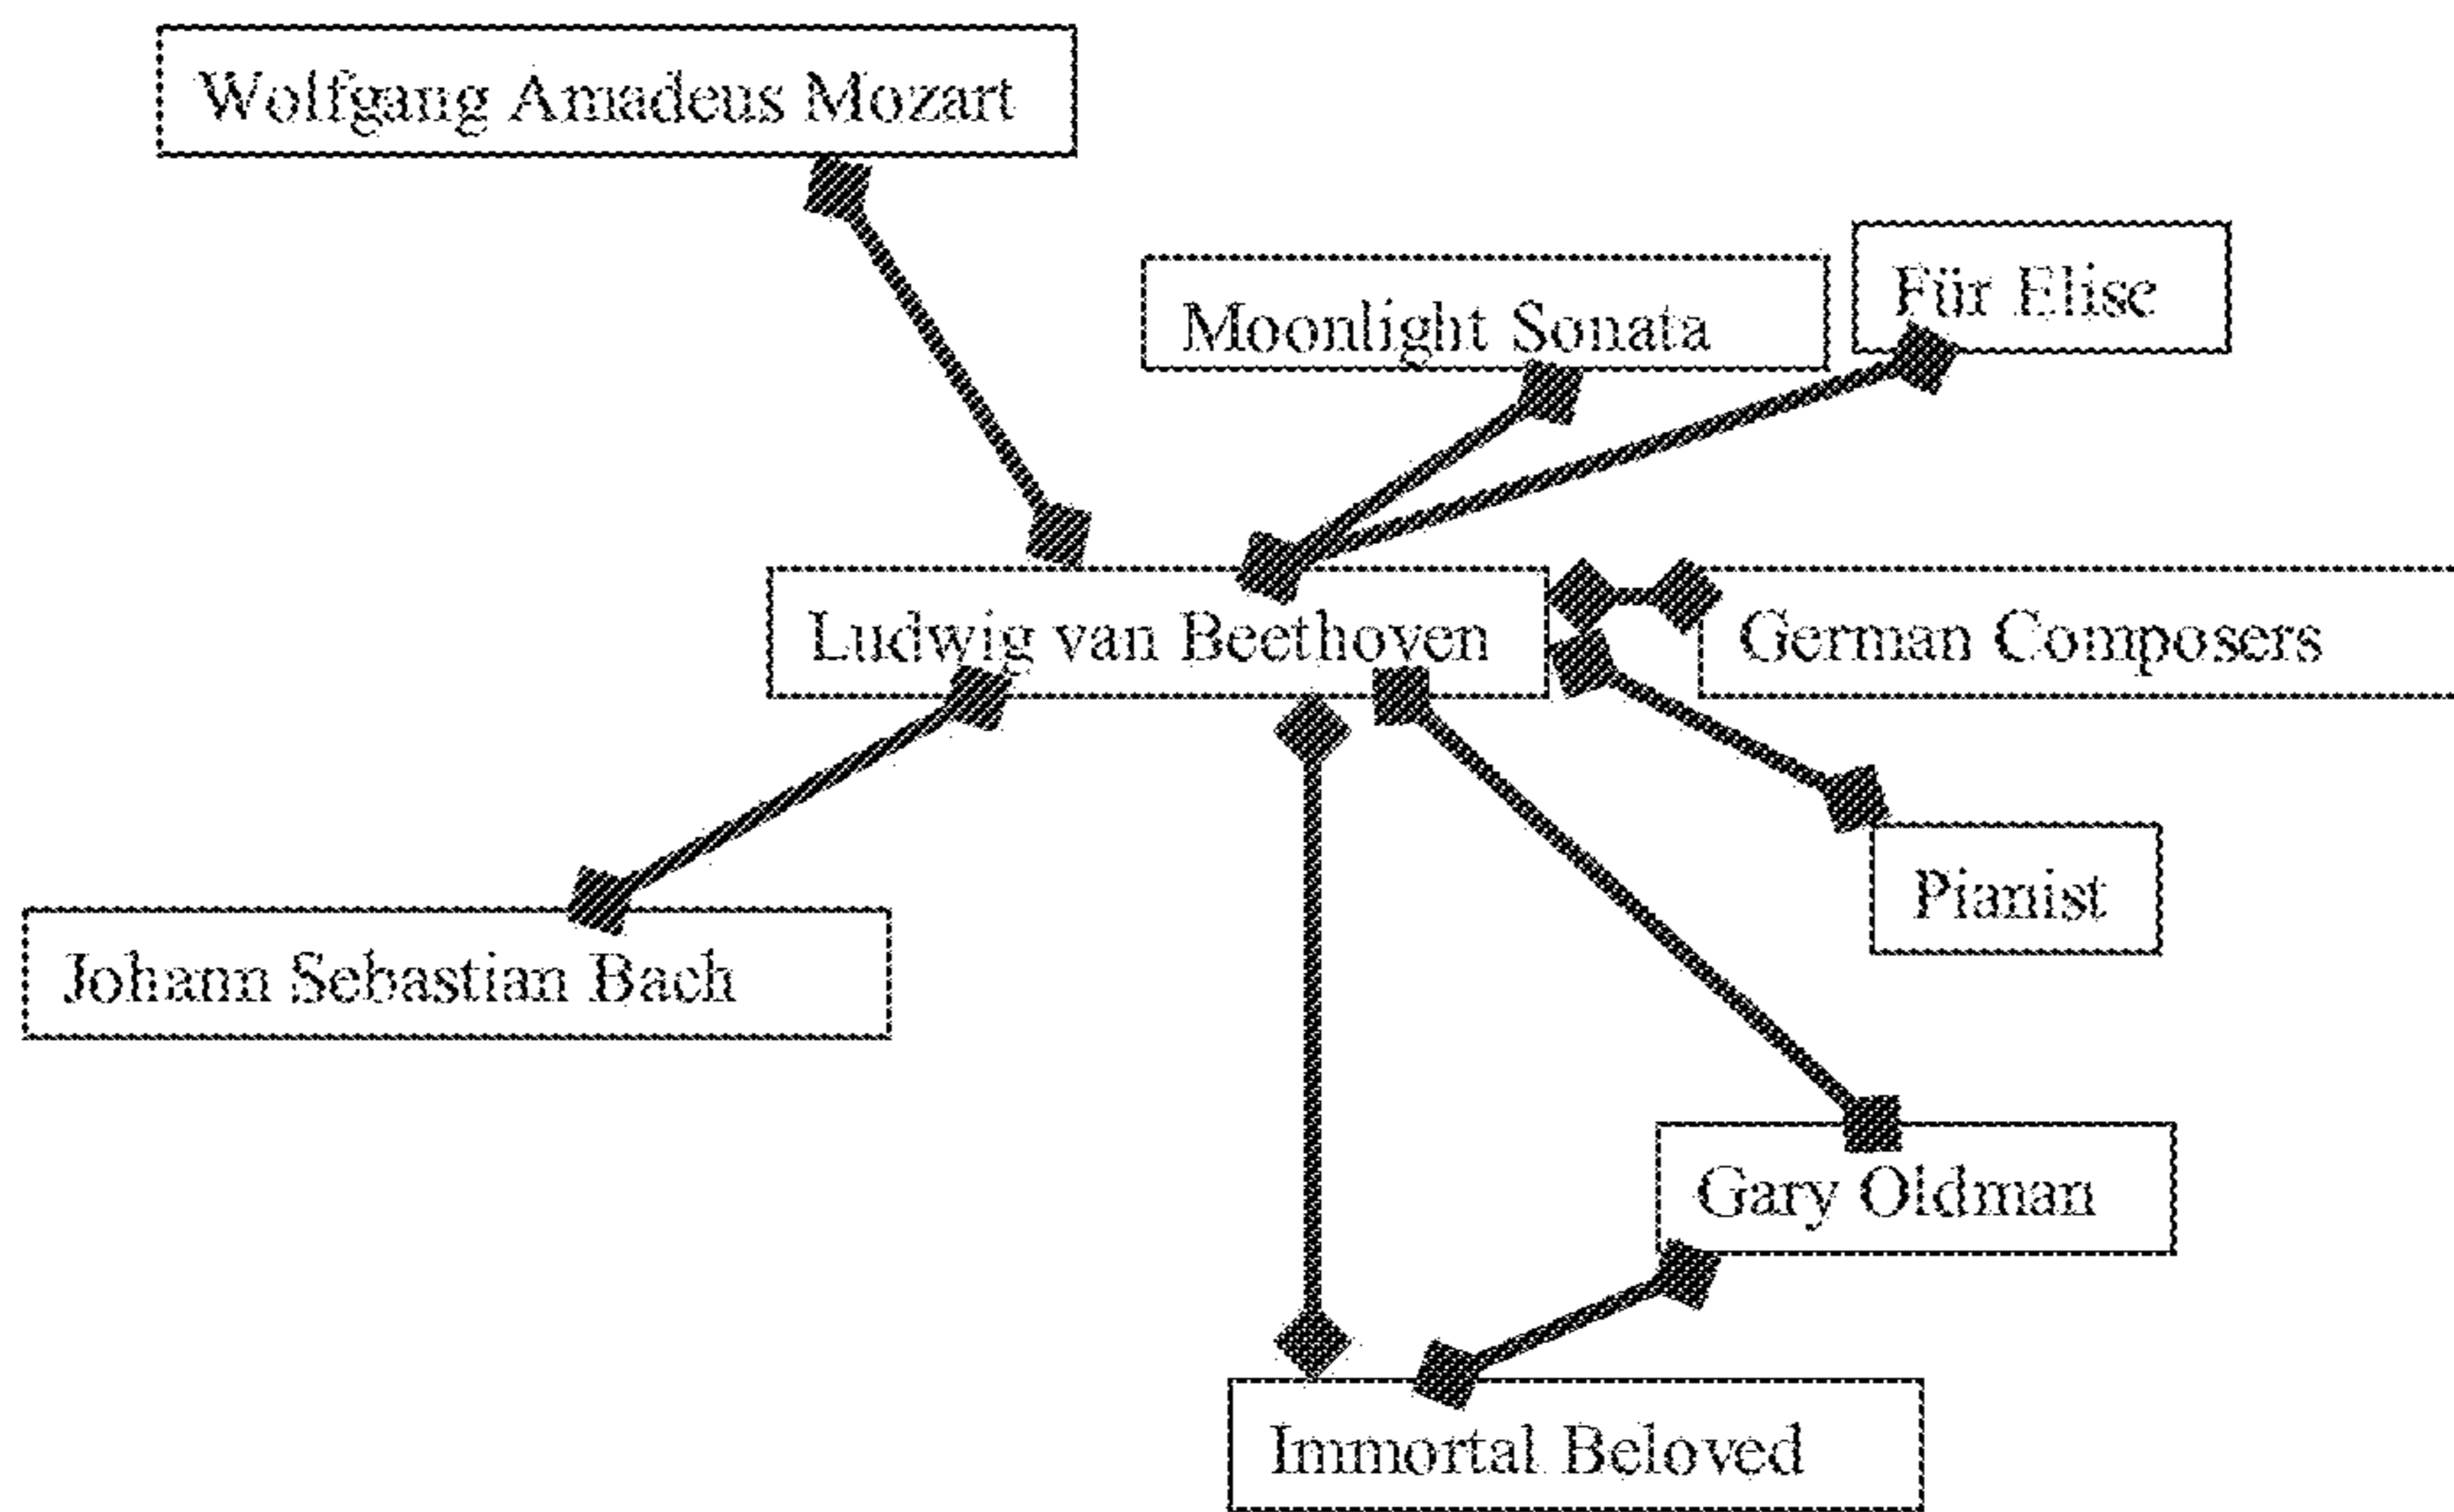 Wolfgang Amadeus Mozart
Für Elise
Moonlight Sonata
Ludwig van Beethoven
German Composers
Pianist
Johann Sebastian Bach
Gary Oldman
Immortal Beloved